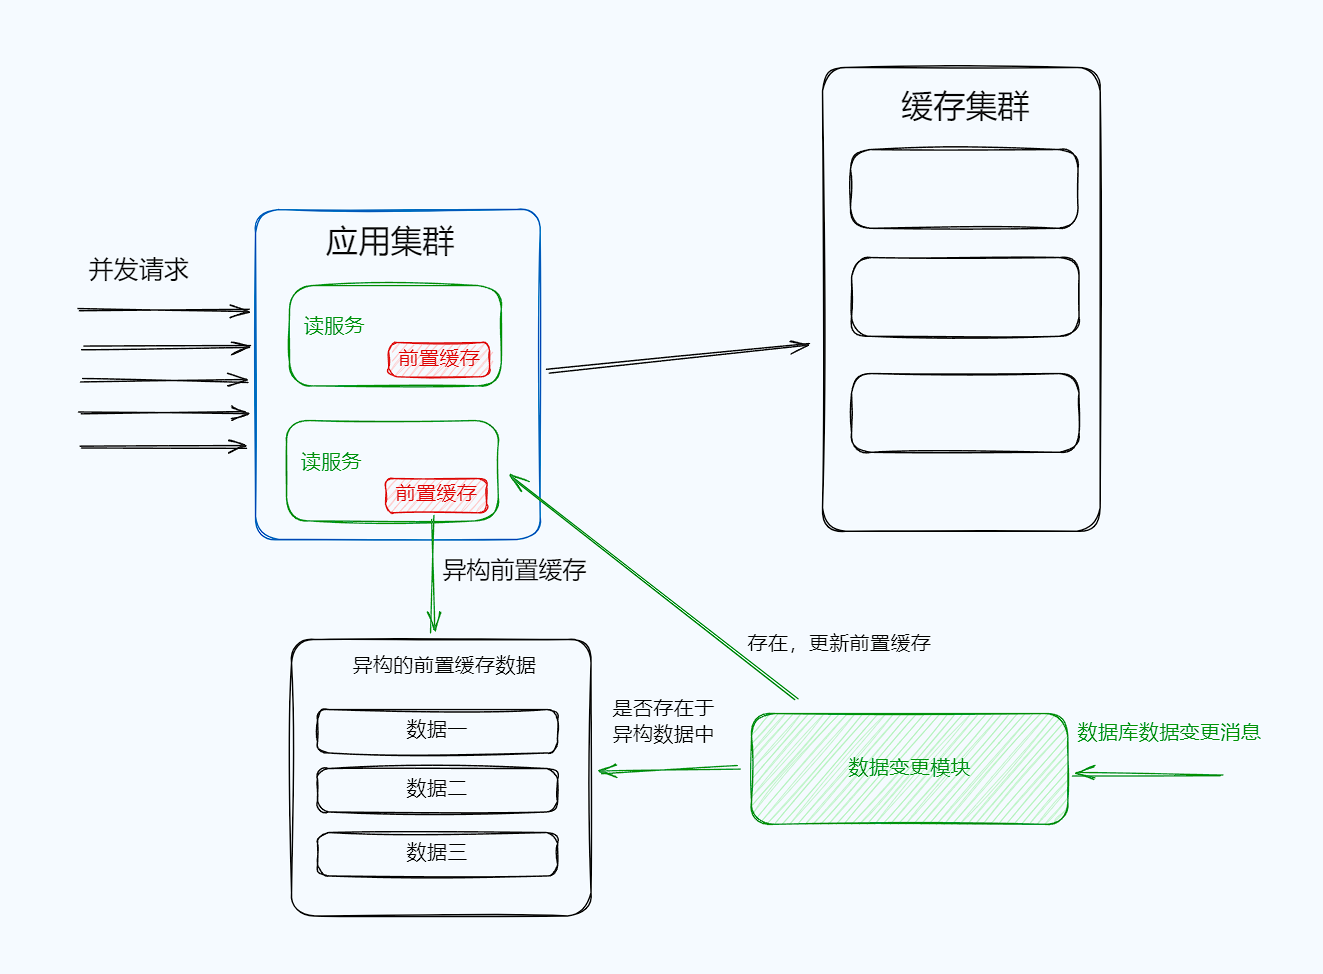 缓存集群
应用集群
并发请求
读服务
前置缓存
读服务
前置缓存
异构前置缓存
存在，更新前置缓存
异构的前置缓存数据
数据一
数据二
数据三
是否存在于
异构数据中
数据变更模块
数据库数据变更消息